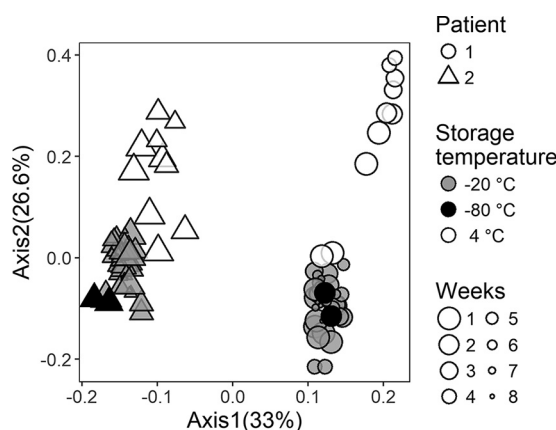 Patient
1
2
Storage
temperature
-20 °C
-80 °C
4 °C
Weeks
1 5
2 6
3 7
4 8
0.4
0.2
0.0
-0.2
Axis2(26.6%)
-0.2 -0.1 0.0 0.1 0.2
Axis1(33%)